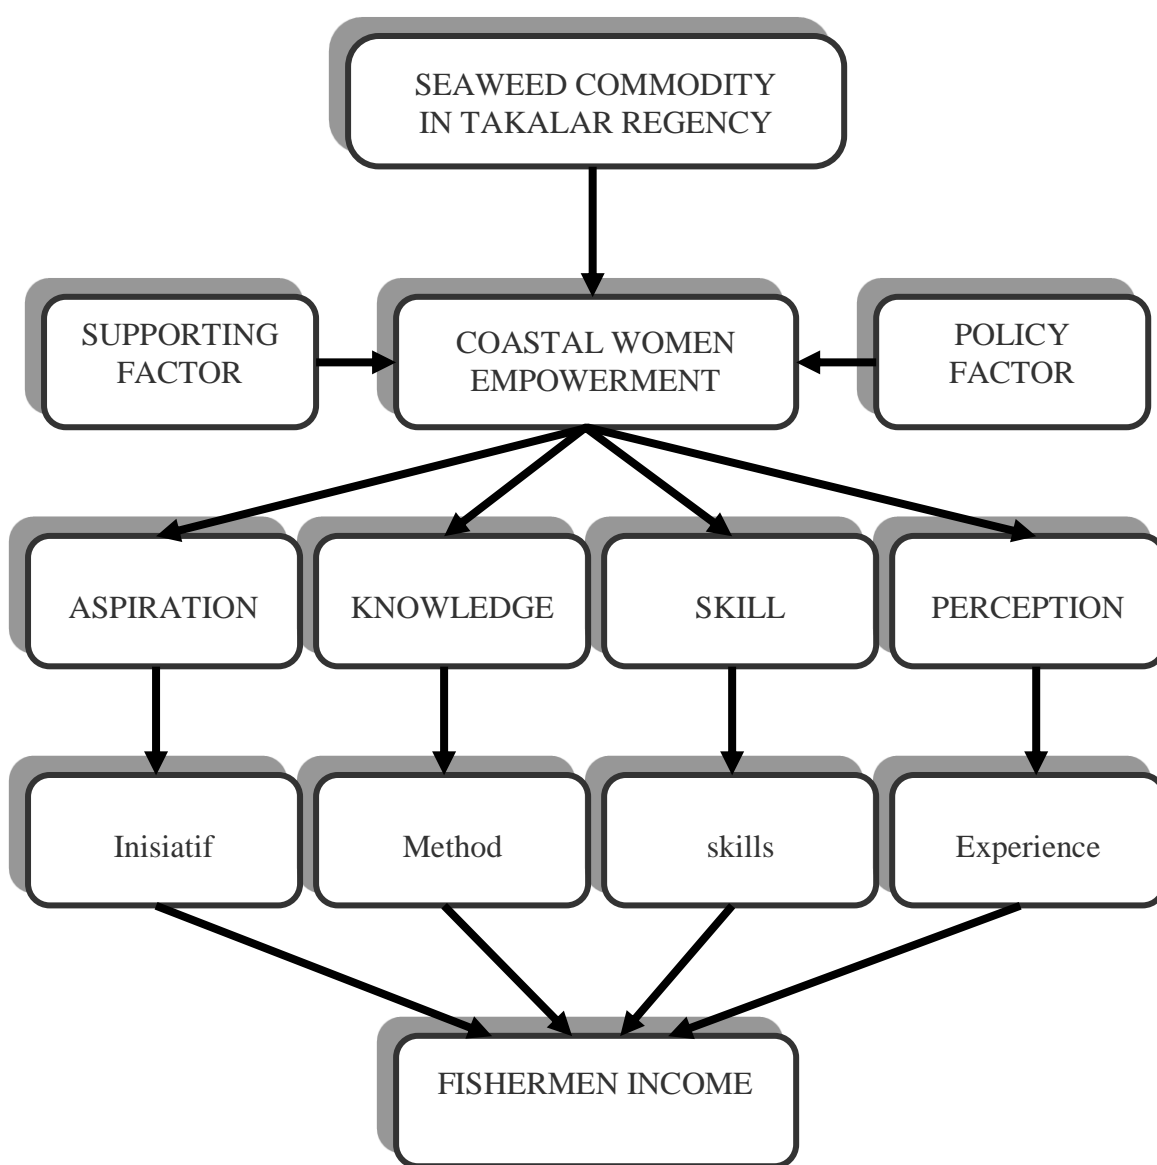 SEAWEED COMMODITY
IN TAKALAR REGENCY
SUPPORTING
FACTOR
COASTAL WOMEN
EMPOWERMENT
POLICY
FACTOR
ASPIRATION
KNOWLEDGE
SKILL
PERCEPTION
Inisiatif
Method
skills
Experience
FISHERMEN INCOME